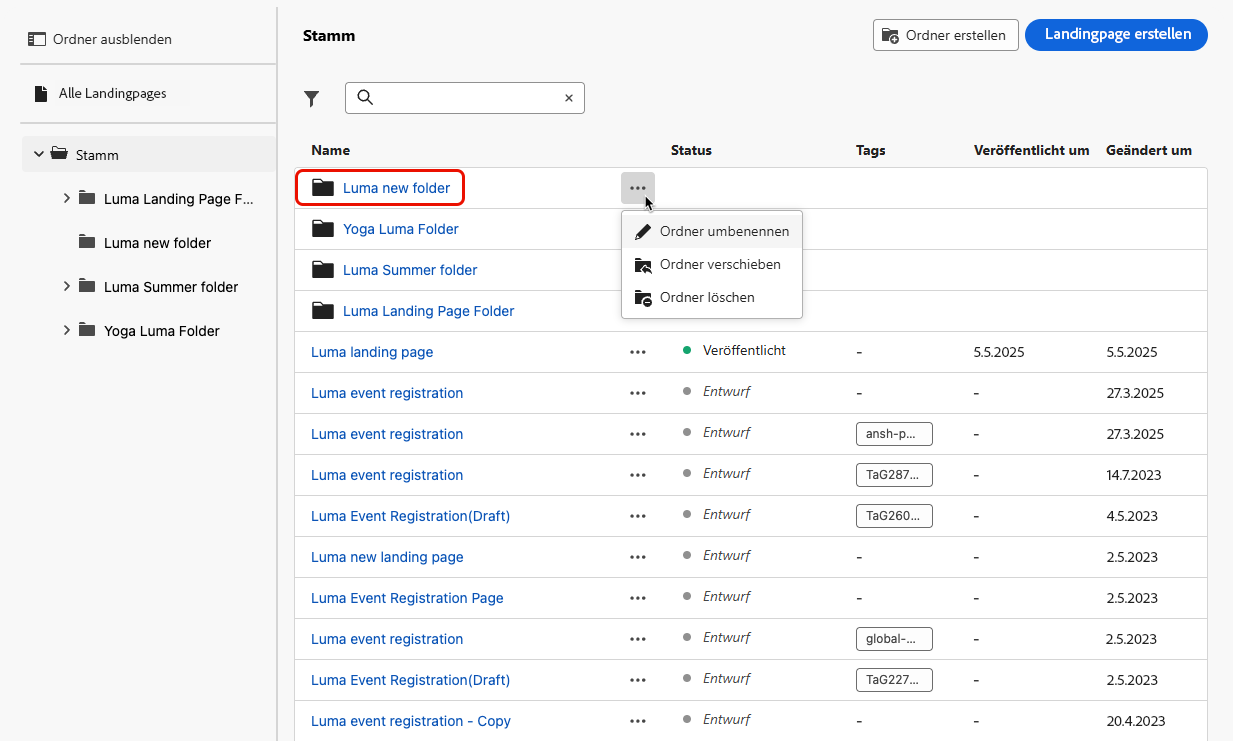 Ordner ausblenden
Alle Landingpages
Stamm
Luma Landing Page F...
Luma new folder
Luma Summer folder
Yoga Luma Folder
Stamm
Ordner erstellen
Landingpage erstellen
Name Status Tags Veröffentlicht um Geändert um
Luma new folder
Yoga Luma Folder
Luma Summer folder
Luma Landing Page Folder
Ordner umbenennen
Ordner verschieben
Ordner löschen
Luma landing page Veröffentlicht - 5.5.2025 5.5.2025
Luma event registration Entwurf - - 27.3.2025
Luma event registration Entwurf ansh-p... - 27.3.2025
Luma event registration Entwurf TaG287... - 14.7.2023
Luma Event Registration(Draft) Entwurf TaG260... - 4.5.2023
Luma new landing page Entwurf - - 2.5.2023
Luma Event Registration Page Entwurf - - 2.5.2023
Luma event registration Entwurf global-... - 2.5.2023
Luma Event Registration(Draft) Entwurf TaG227... - 2.5.2023
Luma event registration - Copy Entwurf - - 20.4.2023